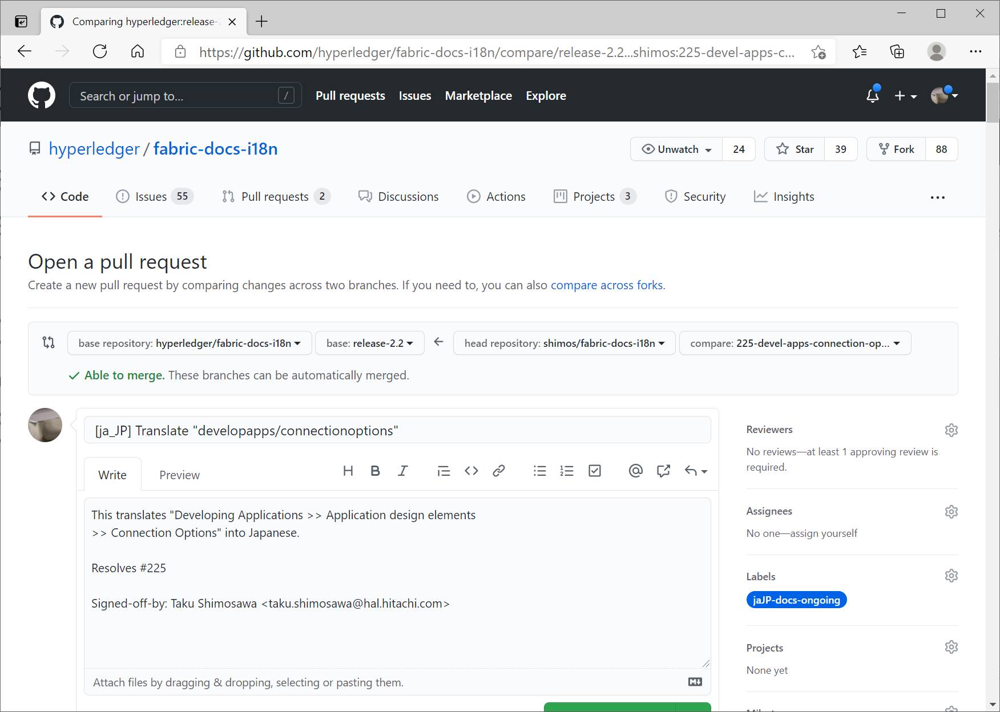 Comparing hyperledger:release-
https://github.com/hyperledger/fabric-docs-i18n/compare/release-2.2...shimos:225-devel-apps-c...
Search or jump to... /
Pull requests Issues Marketplace Explore
hyperledger / fabric-docs-i18n
Unwatch 24 Star 39 Fork 88
Code Issues 55 Pull requests 2 Discussions Actions Projects 3 Security Insights
Open a pull request
Create a new pull request by comparing changes across two branches. If you need to, you can also compare across forks.
base repository: hyperledger/fabric-docs-i18n base: release-2.2 head repository: shimos/fabric-docs-i18n compare: 225-devel-apps-connection-op...
Able to merge. These branches can be automatically merged.
[ja_JP] Translate "developapps/connectionoptions"
Write Preview
This translates "Developing Applications >> Application design elements
>> Connection Options" into Japanese.
Resolves #225
Signed-off-by: Taku Shimosawa <taku.shimosawa@hal.hitachi.com>
Attach files by dragging & dropping, selecting or pasting them.
Reviewers
No reviews—at least 1 approving review is
required.
Assignees
No one—assign yourself
Labels
jaJP-docs-ongoing
Projects
None yet